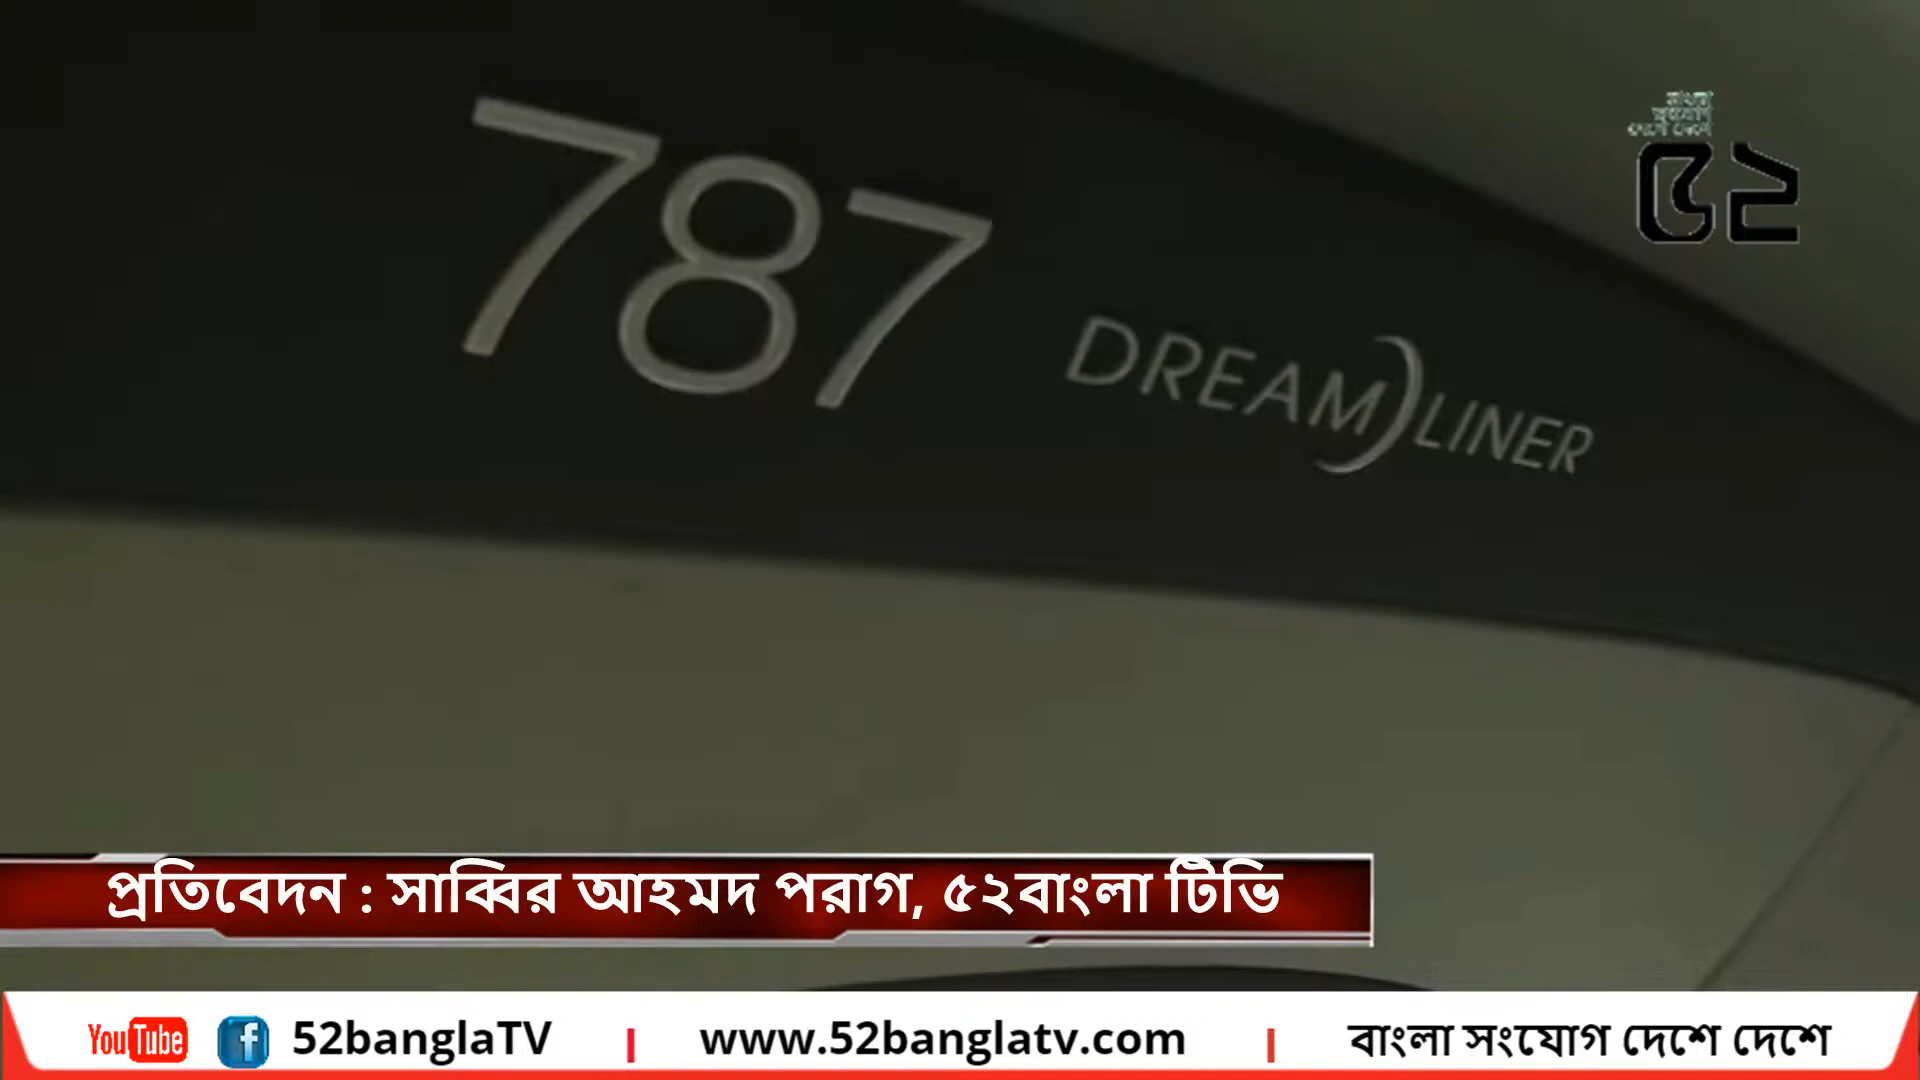 787 DREAMLINER
বাংলা
সংযোগ
দেশে দেশে
৫২
প্রতিবেদন : সাব্বির আহমদ পরাগ, ৫২বাংলা টিভি
YouTube 52banglaTV | www.52banglatv.com | বাংলা সংযোগ দেশে দেশে